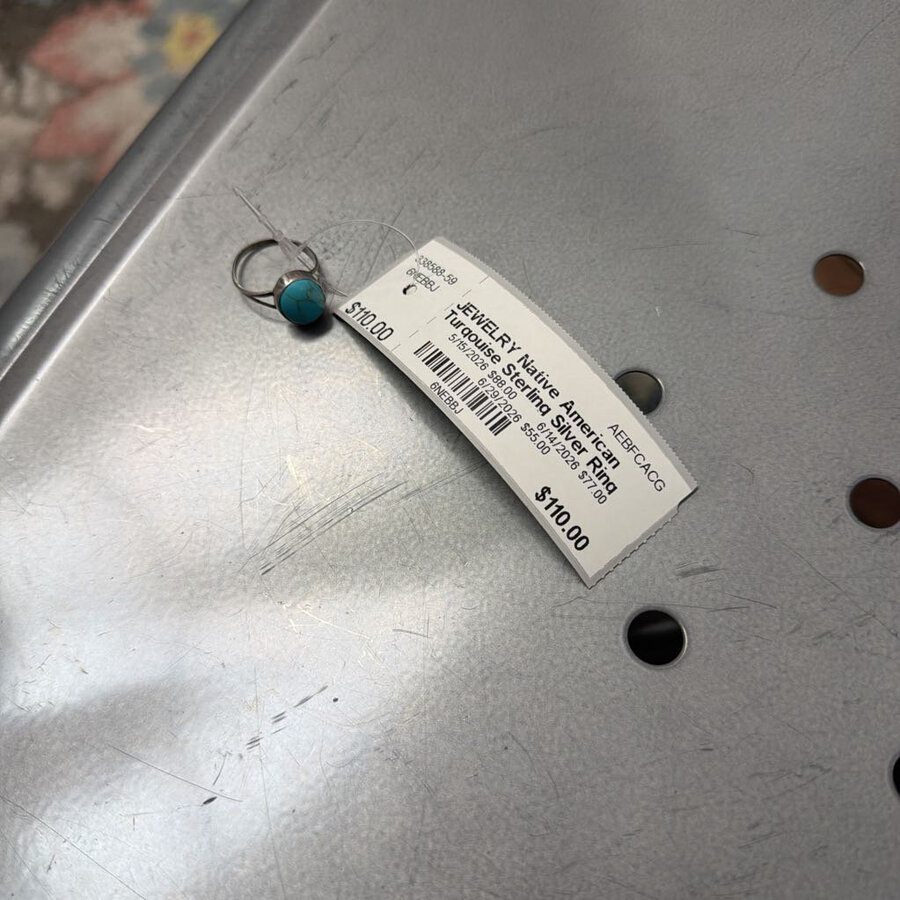 338588-59
6NEBBJ
$110.00
JEWELRY Native American
Turqouise Sterling Silver Ring
5/15/2026 $88.00 6/14/2026 $77.00
6/29/2026 $55.00
6NEBBJ
AEBFCACG
$110.00